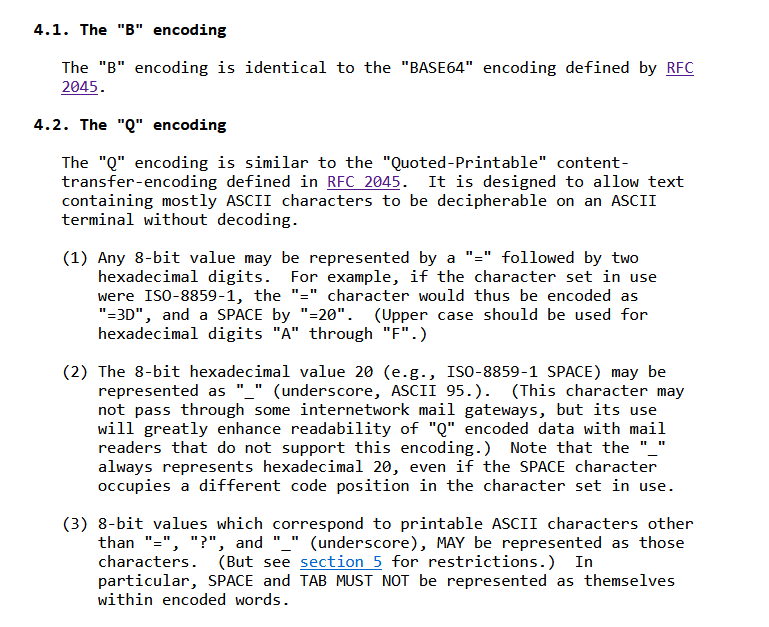 4.1. The "B" encoding
The "B" encoding is identical to the "BASE64" encoding defined by RFC
2045.
4.2. The "Q" encoding
The "Q" encoding is similar to the "Quoted-Printable" content-
transfer-encoding defined in RFC 2045.  It is designed to allow text
containing mostly ASCII characters to be decipherable on an ASCII
terminal without decoding.
(1) Any 8-bit value may be represented by a "=" followed by two
hexadecimal digits.  For example, if the character set in use
were ISO-8859-1, the "=" character would thus be encoded as
"=3D", and a SPACE by "=20".  (Upper case should be used for
hexadecimal digits "A" through "F".)
(2) The 8-bit hexadecimal value 20 (e.g., ISO-8859-1 SPACE) may be
represented as "_" (underscore, ASCII 95.).  (This character may
not pass through some internetwork mail gateways, but its use
will greatly enhance readability of "Q" encoded data with mail
readers that do not support this encoding.)  Note that the "_"
always represents hexadecimal 20, even if the SPACE character
occupies a different code position in the character set in use.
(3) 8-bit values which correspond to printable ASCII characters other
than "=", "?", and "_" (underscore), MAY be represented as those
characters.  (But see section 5 for restrictions.)  In
particular, SPACE and TAB MUST NOT be represented as themselves
within encoded words.